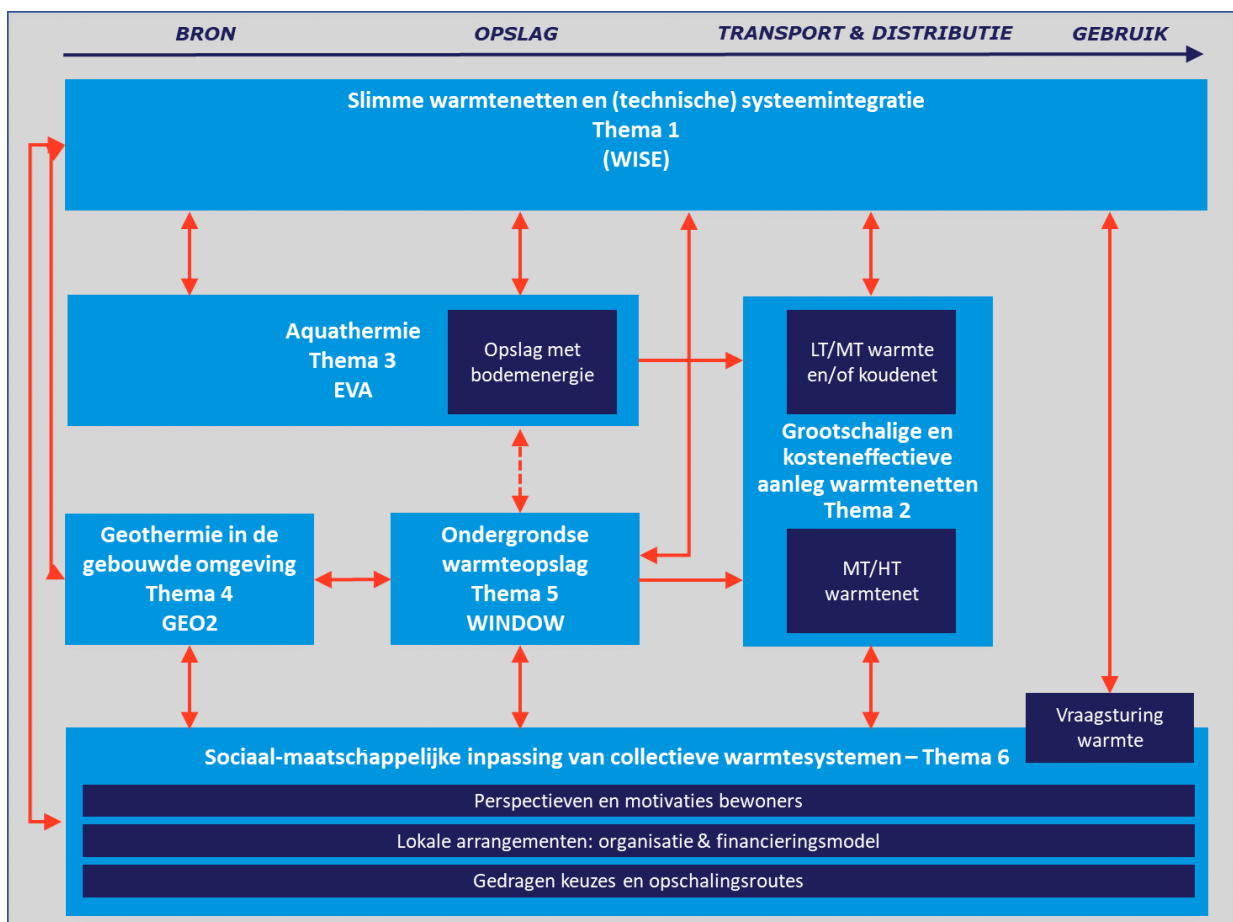 BRON
OPSLAG
TRANSPORT & DISTRIBUTIE
GEBRUIK
Slimme warmtenetten en (technische) systeemintegratie
Thema 1
(WISE)
Aquathermie
Thema 3
EVA
Opslag met
bodemenergie
LT/MT warmte
en/of koudenet
Grootschalige en
kosteneffectieve
aanleg warmtenetten
Thema 2
MT/HT
warmtenet
Geothermie in de
gebouwde omgeving
Thema 4
GEO2
Ondergrondse
warmteopslag
Thema 5
WINDOW
Vraagsturing
warmte
Sociaal-maatschappelijke inpassing van collectieve warmtesystemen – Thema 6
Perspectieven en motivaties bewoners
Lokale arrangementen: organisatie & financieringsmodel
Gedragen keuzes en opschalingsroutes